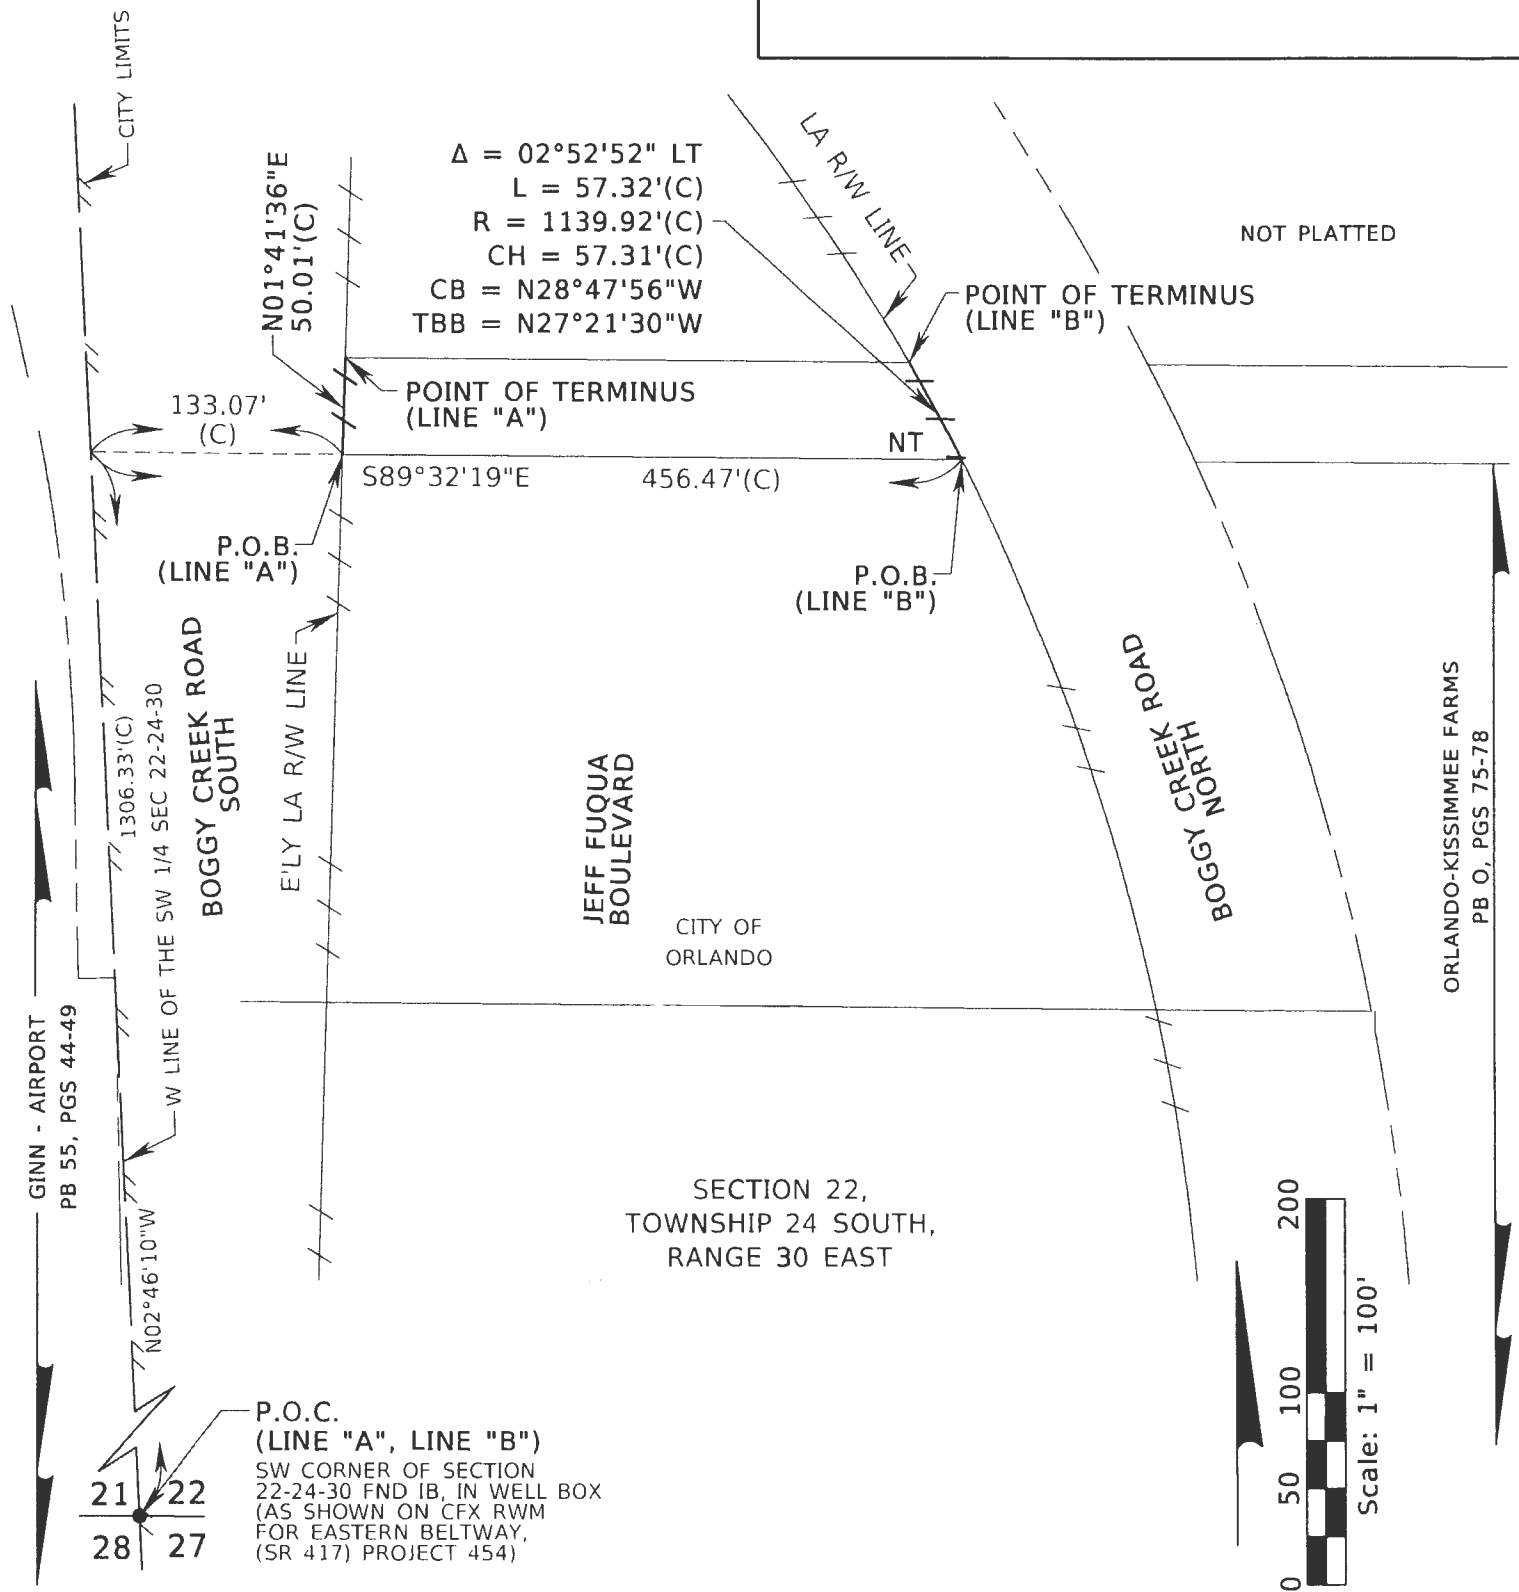 CITY LIMITS
N01°41'36"E
50.01'(C)
Δ = 02°52'52" LT
L = 57.32'(C)
R = 1139.92'(C)
CH = 57.31'(C)
CB = N28°47'56"W
TBB = N27°21'30"W
LA R/W LINE
NOT PLATTED
POINT OF TERMINUS
(LINE "B")
POINT OF TERMINUS
(LINE "A")
133.07'
(C)
NT
S89°32'19"E
456.47'(C)
P.O.B.
(LINE "A")
P.O.B.
(LINE "B")
1306.33'(C)
W LINE OF THE SW 1/4 SEC 22-24-30
BOGGY CREEK ROAD
SOUTH
E'LY LA R/W LINE
JEFF FUQUA
BOULEVARD
CITY OF
ORLANDO
BOGGY CREEK ROAD
NORTH
ORLANDO-KISSIMMEE FARMS
PB O, PGS 75-78
GINN - AIRPORT
PB 55, PGS 44-49
N02°46'10"W
SECTION 22,
TOWNSHIP 24 SOUTH,
RANGE 30 EAST
P.O.C.
(LINE "A", LINE "B")
SW CORNER OF SECTION
22-24-30 FND IB, IN WELL BOX
(AS SHOWN ON CFX RWM
FOR EASTERN BELTWAY,
(SR 417) PROJECT 454)
21 22
28 27
0 50 100 200
Scale: 1" = 100'